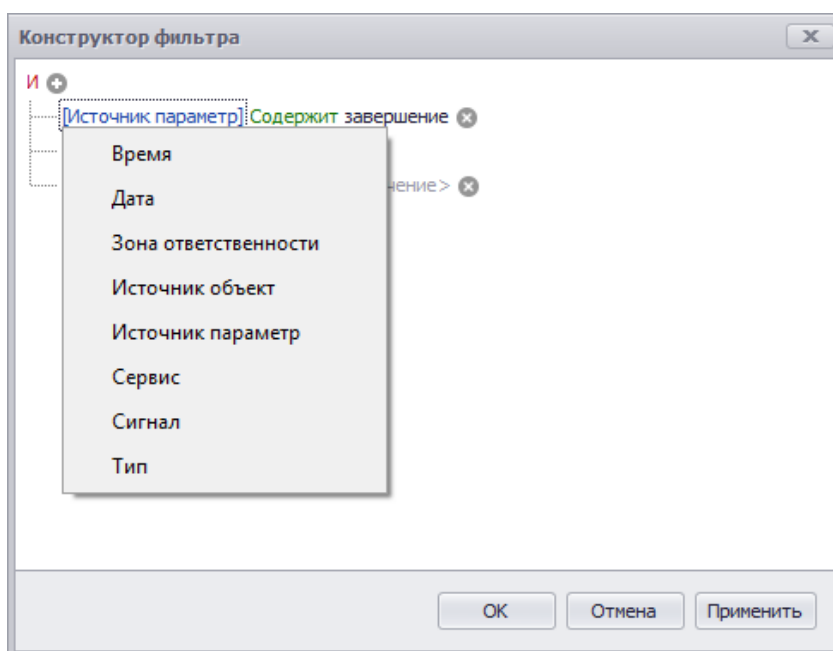 Конструктор фильтра
И
[Источник параметр] Содержит завершение
Время
Дата
Зона ответственности
Источник объект
Источник параметр
Сервис
Сигнал
Тип
OK
Отмена
Применить